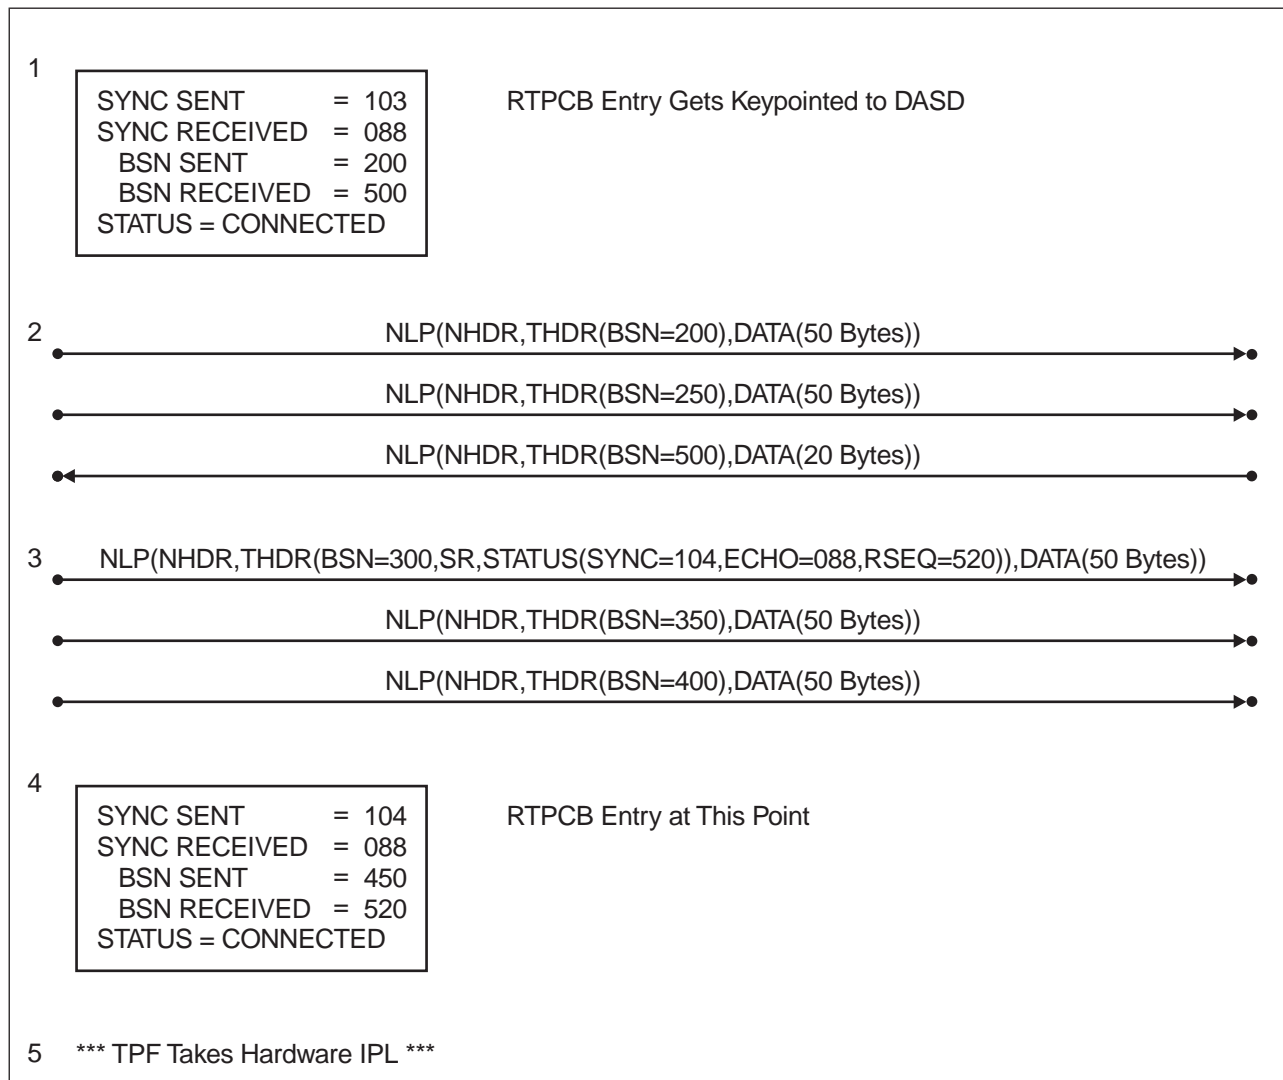 1
SYNC SENT = 103
RTPCB Entry Gets Keypointed to DASD
SYNC RECEIVED = 088
BSN SENT = 200
BSN RECEIVED = 500
STATUS = CONNECTED
2
NLP(NHDR,THDR(BSN=200),DATA(50 Bytes))
NLP(NHDR,THDR(BSN=250),DATA(50 Bytes))
NLP(NHDR,THDR(BSN=500),DATA(20 Bytes))
3
NLP(NHDR,THDR(BSN=300,SR,STATUS(SYNC=104,ECHO=088,RSEQ=520)),DATA(50 Bytes))
NLP(NHDR,THDR(BSN=350),DATA(50 Bytes))
NLP(NHDR,THDR(BSN=400),DATA(50 Bytes))
4
SYNC SENT = 104
RTPCB Entry at This Point
SYNC RECEIVED = 088
BSN SENT = 450
BSN RECEIVED = 520
STATUS = CONNECTED
5 *** TPF Takes Hardware IPL ***